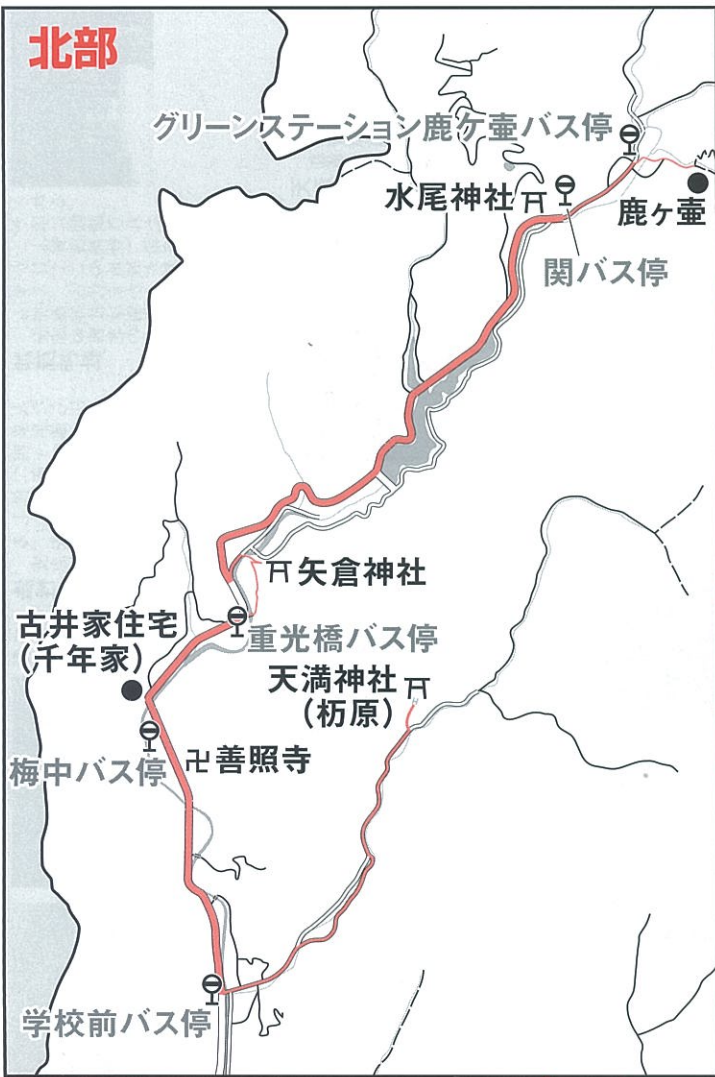 北部
グリーンステーション鹿ケ壷バス停
水尾神社
鹿ヶ壷
関バス停
矢倉神社
古井家住宅
(千年家)
重光橋バス停
天満神社
(栃原)
梅中バス停
卍善照寺
学校前バス停